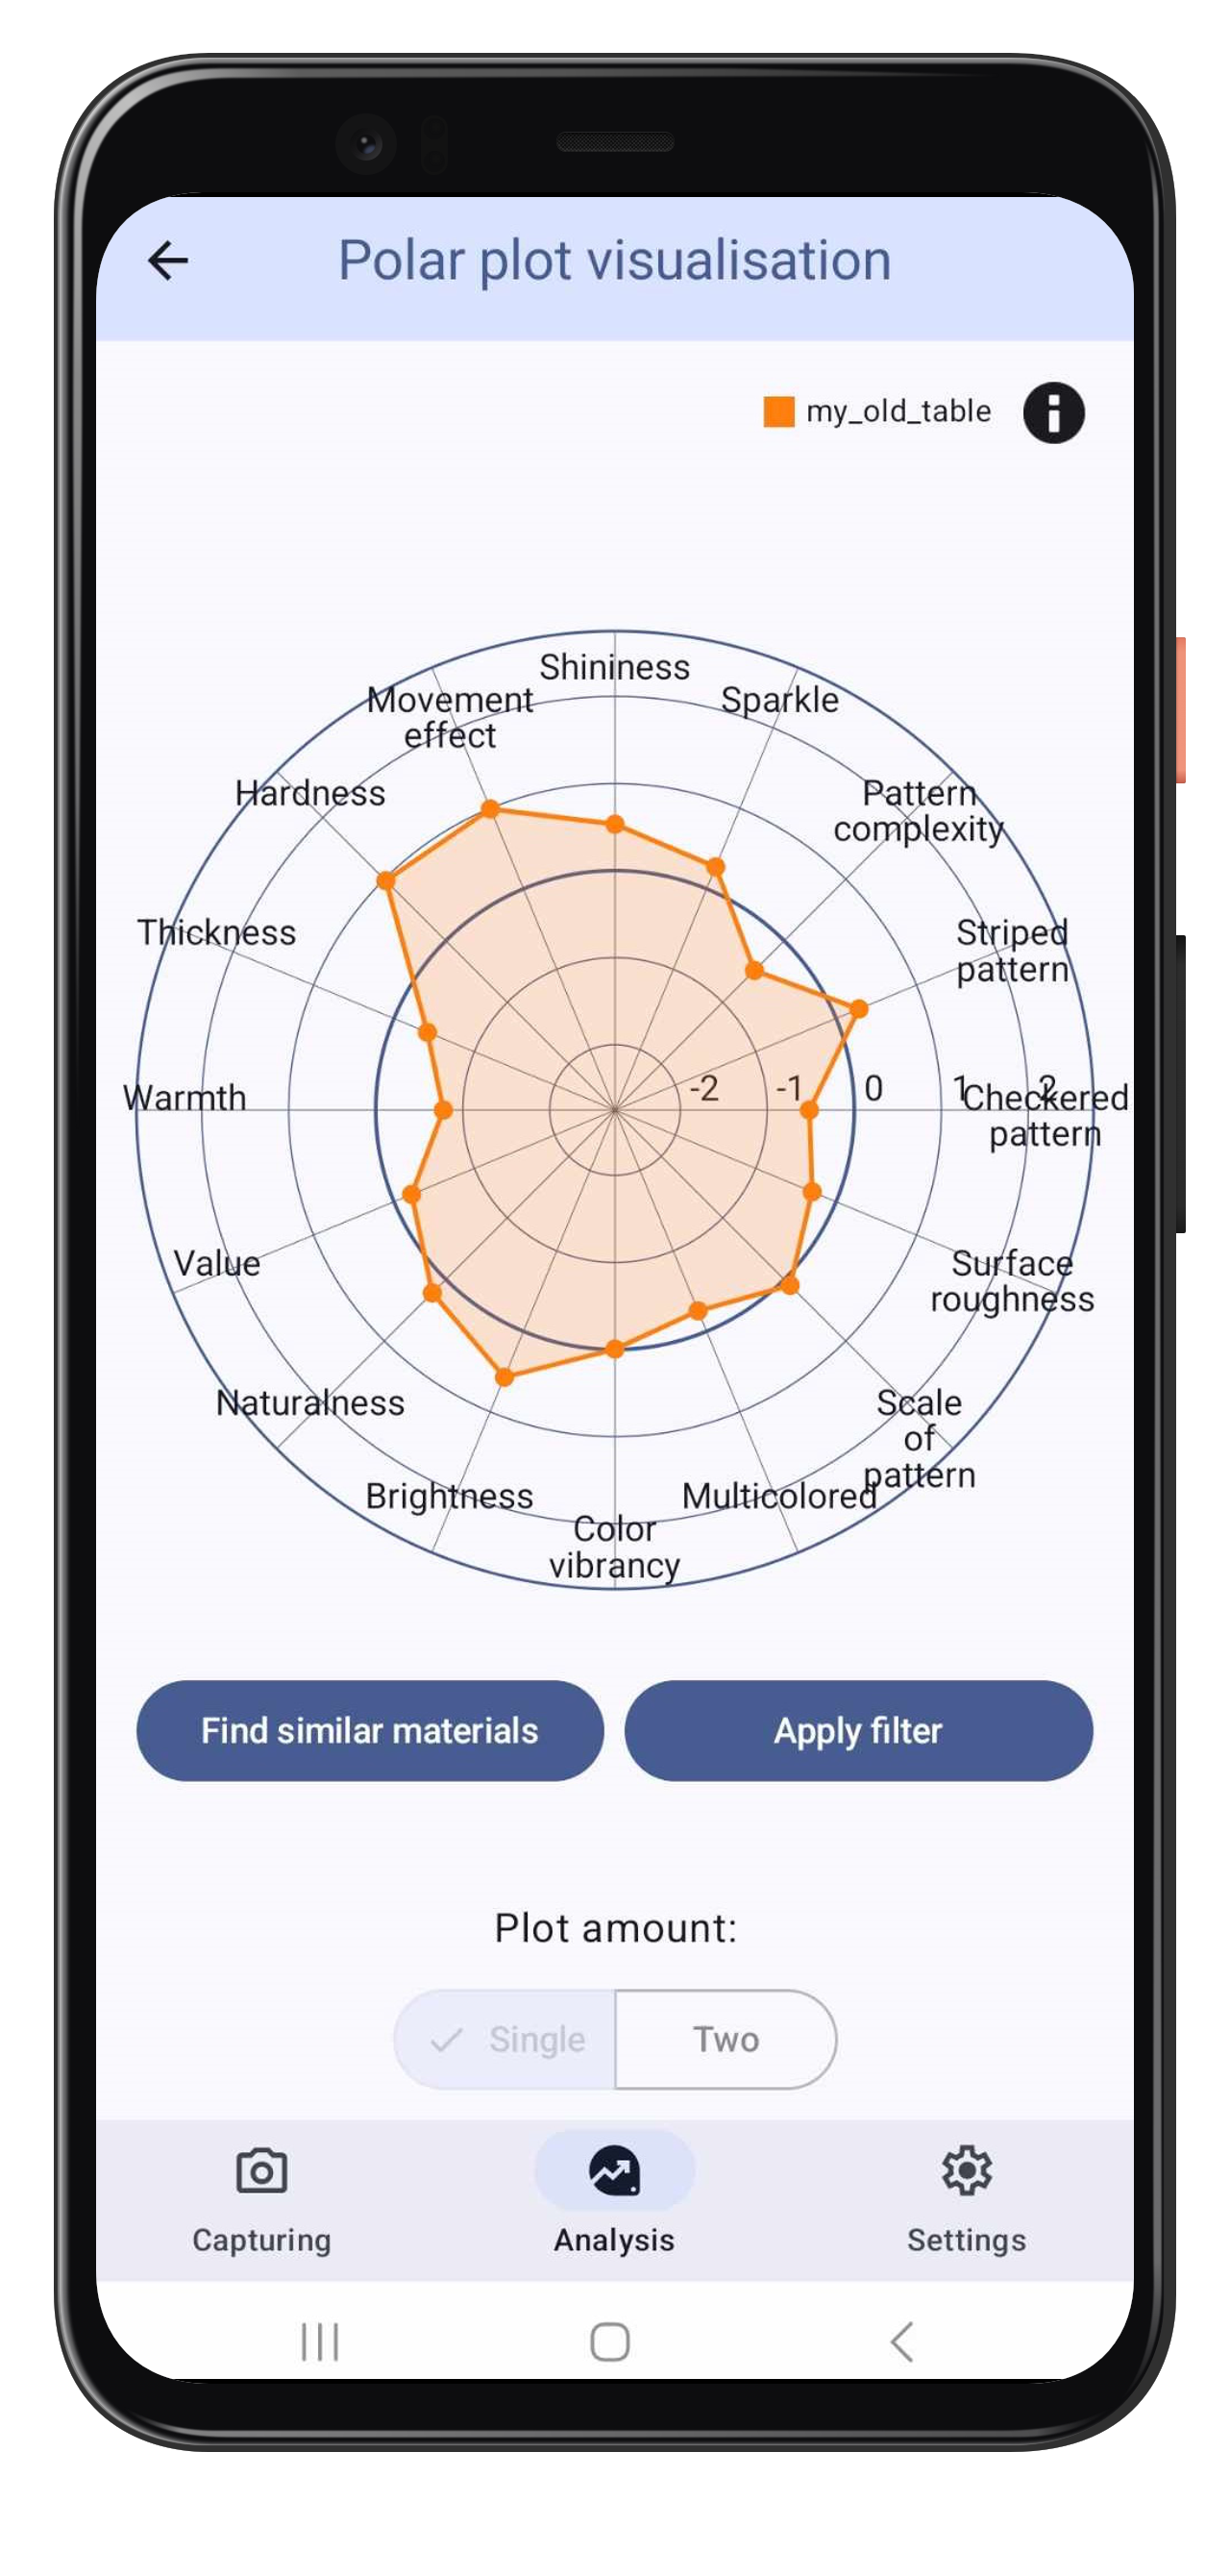 Polar plot visualisation
my_old_table
Shininess
Movement
effect
Sparkle
Hardness
Pattern
complexity
Thickness
Striped
pattern
-2 -1 0 1 2
Warmth
Checkered
pattern
Value
Surface
roughness
Naturalness
Scale
of
pattern
Brightness
Multicolored
Color
vibrancy
Find similar materials
Apply filter
Plot amount:
Single
Two
Capturing
Analysis
Settings